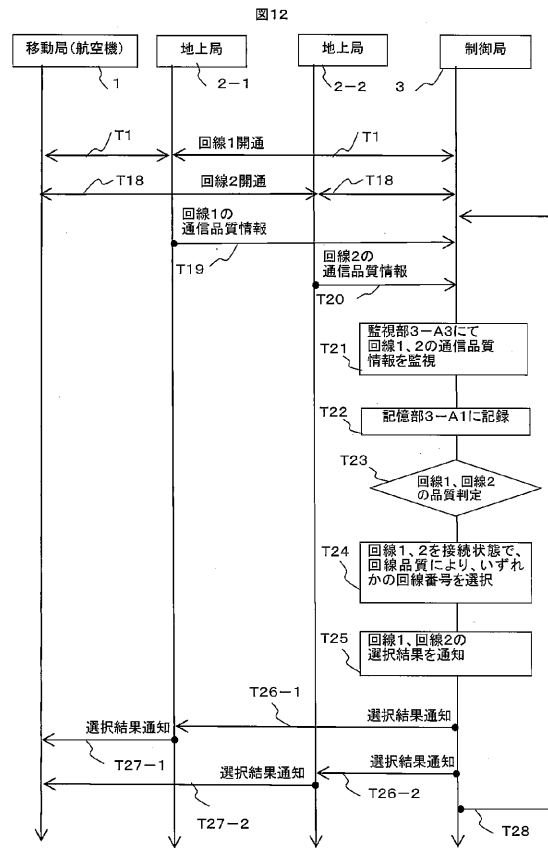 図12
移動局(航空機)
地上局
地上局
制御局
1
2-1
2-2
3
T1
回線1開通
T1
T18
回線2開通
T18
回線1の
通信品質情報
T19
回線2の
通信品質情報
T20
監視部3-A3にて
回線1、2の通信品質
情報を監視
T21
T22
記憶部3-A1に記録
T23
回線1、回線2
の品質判定
T24
回線1、2を接続状態で、
回線品質により、いずれ
かの回線番号を選択
T25
回線1、回線2の
選択結果を通知
T26-1
選択結果通知
選択結果通知
T27-1
選択結果通知
選択結果通知
T26-2
T27-2
T28